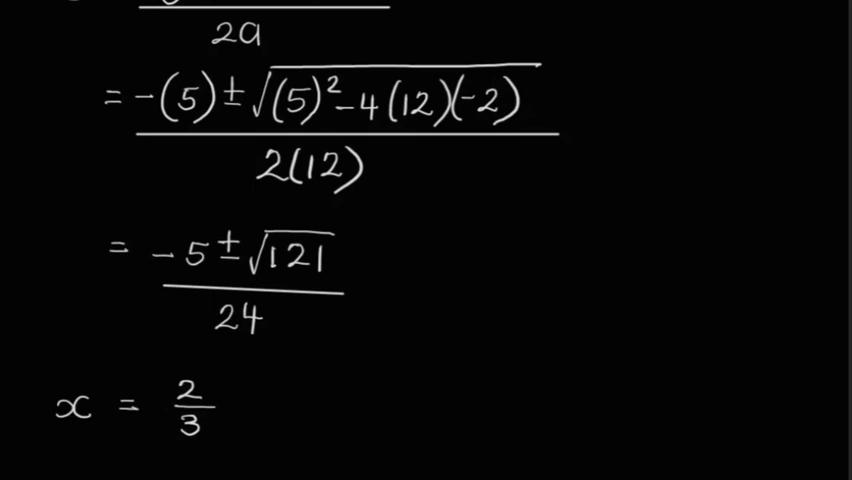 2a
= -(5) ± √(5)² - 4(12)(-2)
2(12)
= -5 ± √121
24
x = 2/3